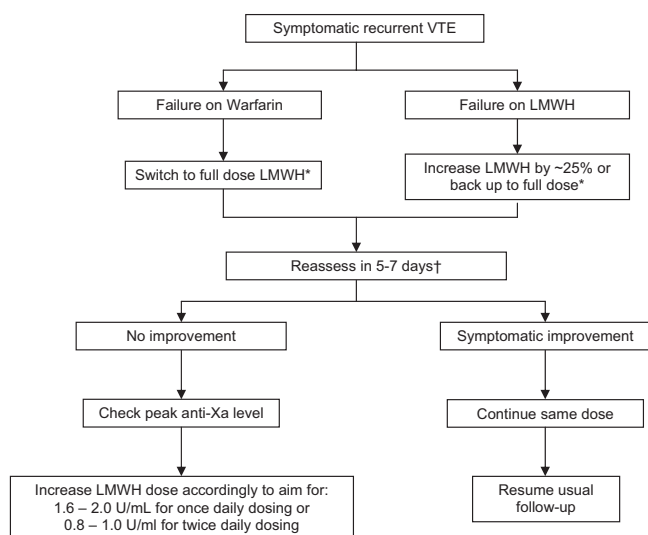 Symptomatic recurrent VTE
Failure on Warfarin
Failure on LMWH
Switch to full dose LMWH*
Increase LMWH by ~25% or
back up to full dose*
Reassess in 5-7 days†
No improvement
Symptomatic improvement
Check peak anti-Xa level
Continue same dose
Increase LMWH dose accordingly to aim for:
1.6 – 2.0 U/mL for once daily dosing or
0.8 – 1.0 U/ml for twice daily dosing
Resume usual
follow-up